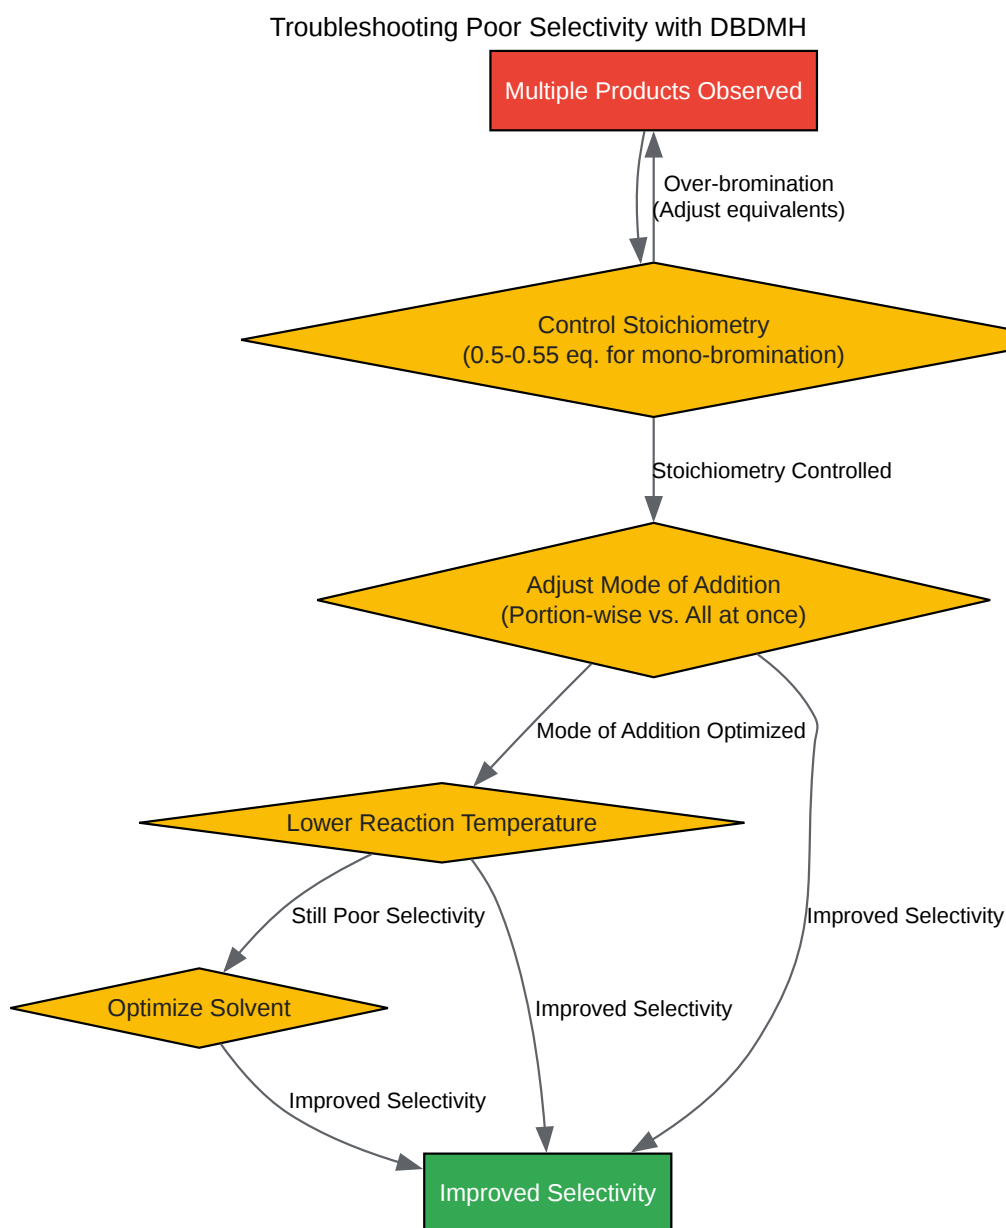 Troubleshooting Poor Selectivity with DBDMH
Multiple Products Observed
Over-bromination
(Adjust equivalents)
Control Stoichiometry
(0.5-0.55 eq. for mono-bromination)
Stoichiometry Controlled
Adjust Mode of Addition
(Portion-wise vs. All at once)
Mode of Addition Optimized
Lower Reaction Temperature
Still Poor Selectivity
Improved Selectivity
Optimize Solvent
Improved Selectivity
Improved Selectivity
Improved Selectivity